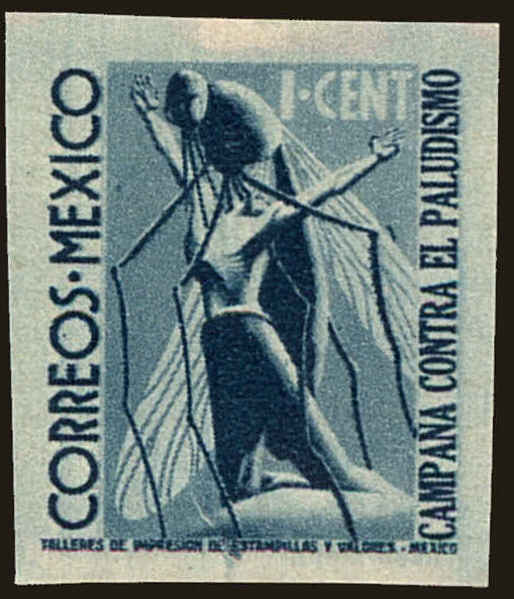 CORREOS·MEXICO
1·CENT
CAMPAÑA CONTRA EL PALUDISMO
TALLERES DE IMPRESION DE ESTAMPILLAS Y VALORES - MEXICO